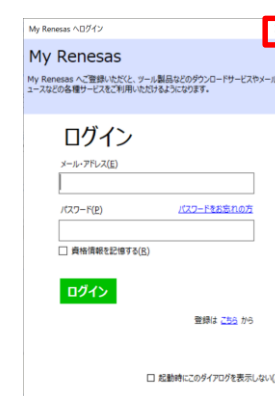 My Renesas へログイン
My Renesas
My Renesas へご登録いただくと、ツール製品などのダウンロードサービスやメール
ュースなどの各種サービスをご利用いただけるようになります。
ログイン
メール・アドレス(E)
パスワード(P) パスワードをお忘れの方
資格情報を記憶する(R)
ログイン
登録は こちら から
起動時にこのダイアログを表示しない(